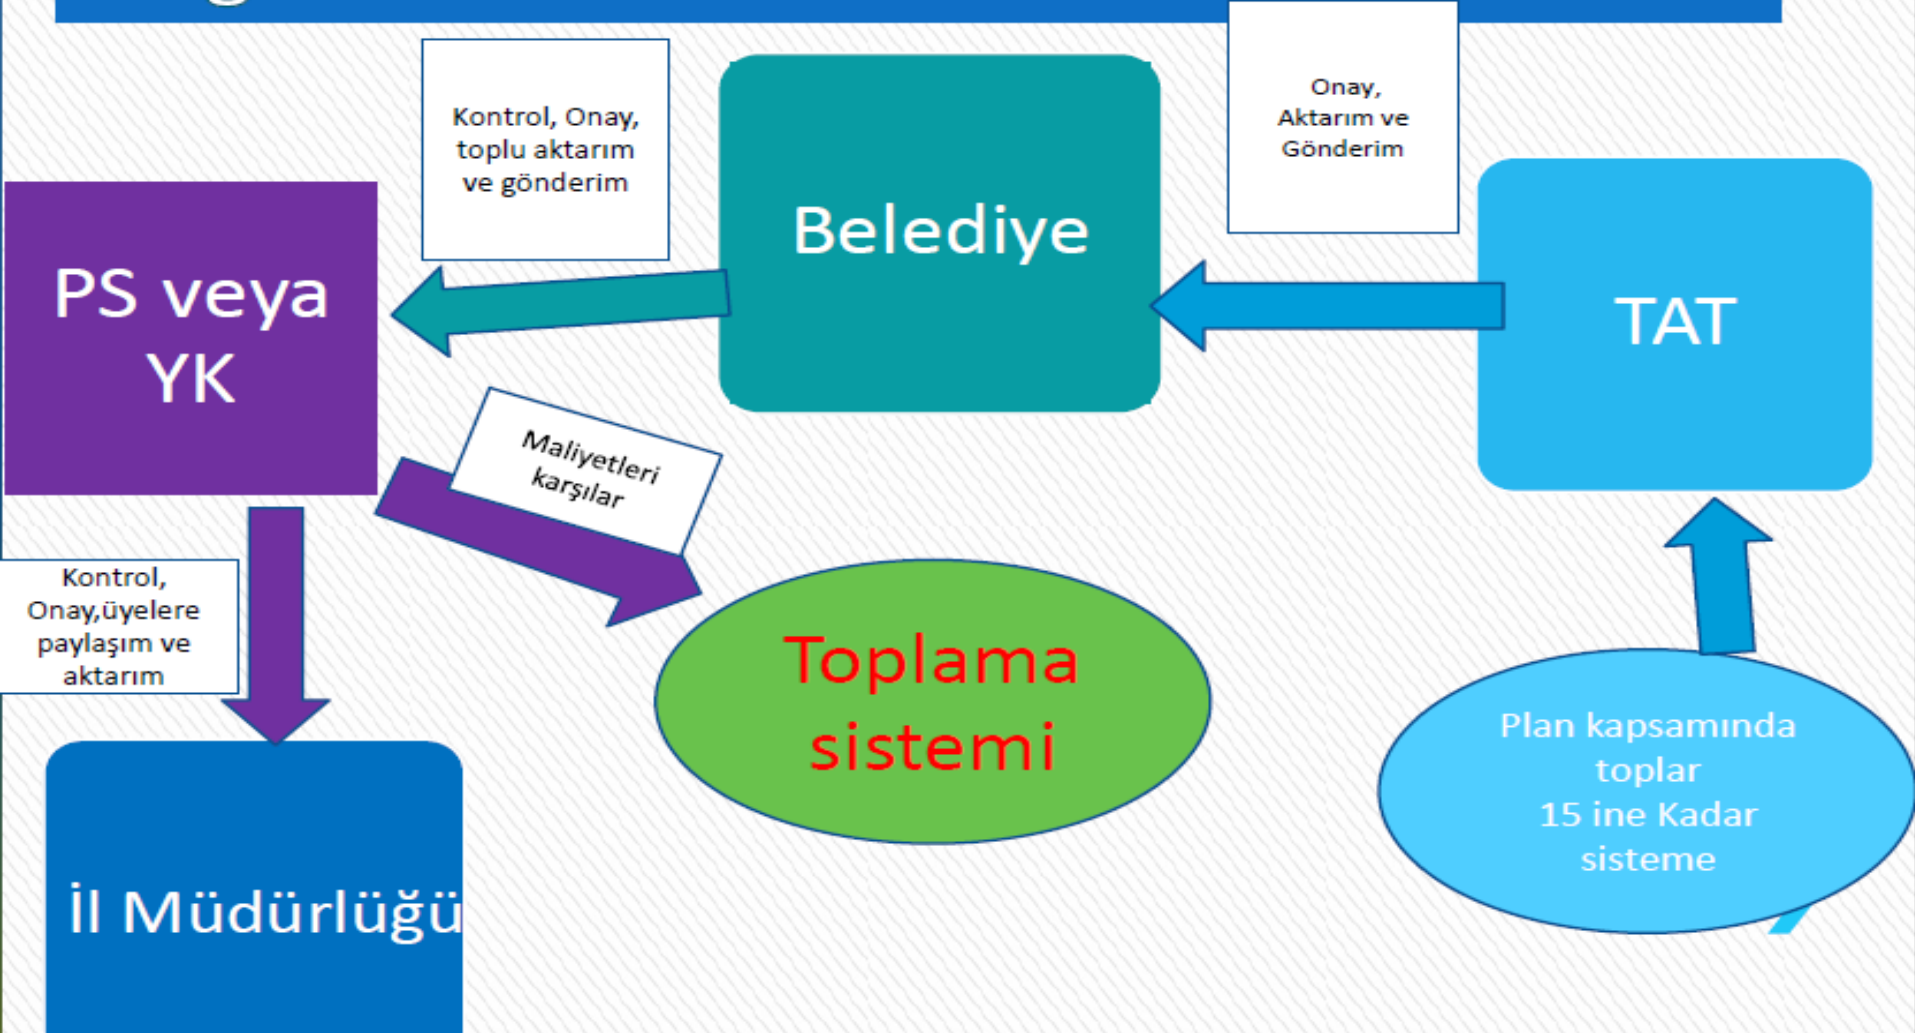 Kontrol, Onay,
toplu aktarım
ve gönderim
Belediye
Onay,
Aktarım ve
Gönderim
PS veya
YK
TAT
Maliyetleri
karşılar
Kontrol,
Onay,üyelere
paylaşım ve
aktarım
Toplama
sistemi
Plan kapsamında
toplar
15 ine Kadar
sisteme
İl Müdürlüğü